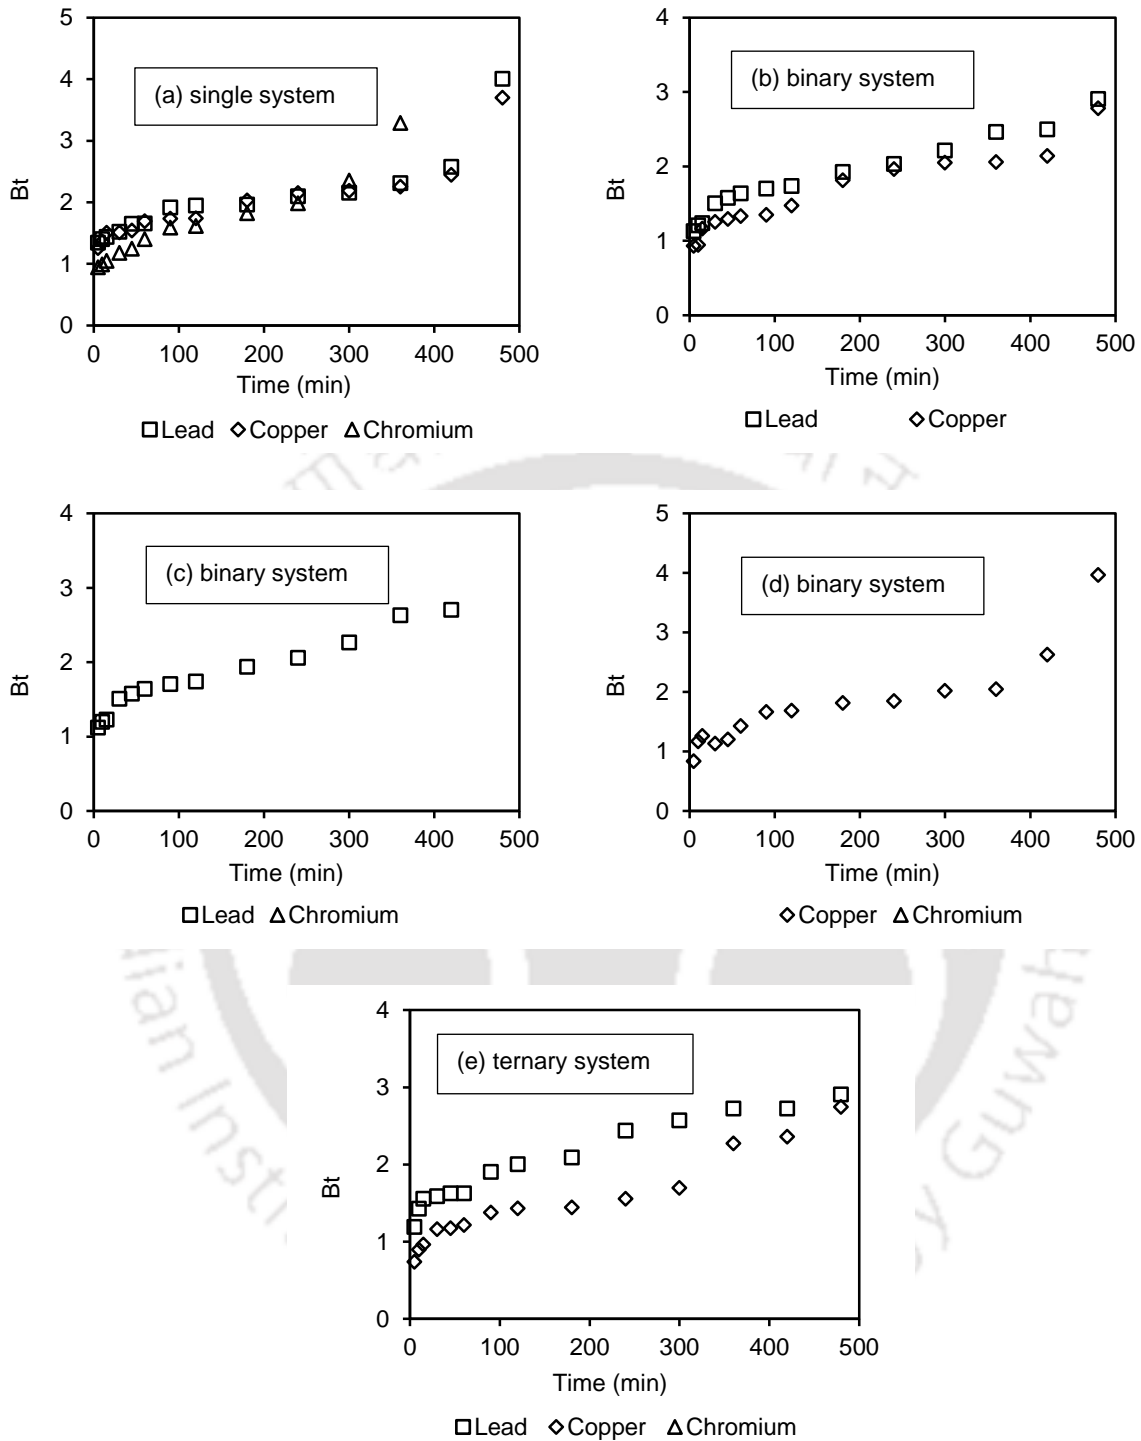 5
4
(a) single system
3
Bt
2
1
0
0 100 200 300 400 500
Time (min)
Lead Copper Chromium
4
(b) binary system
3
Bt
2
1
0
0 100 200 300 400 500
Time (min)
Lead Copper
4
(c) binary system
3
Bt
2
1
0
0 100 200 300 400 500
Time (min)
Lead Chromium
5
4
(d) binary system
3
Bt
2
1
0
0 100 200 300 400 500
Time (min)
Copper Chromium
4
(e) ternary system
3
Bt
2
1
0
0 100 200 300 400 500
Time (min)
Lead Copper Chromium